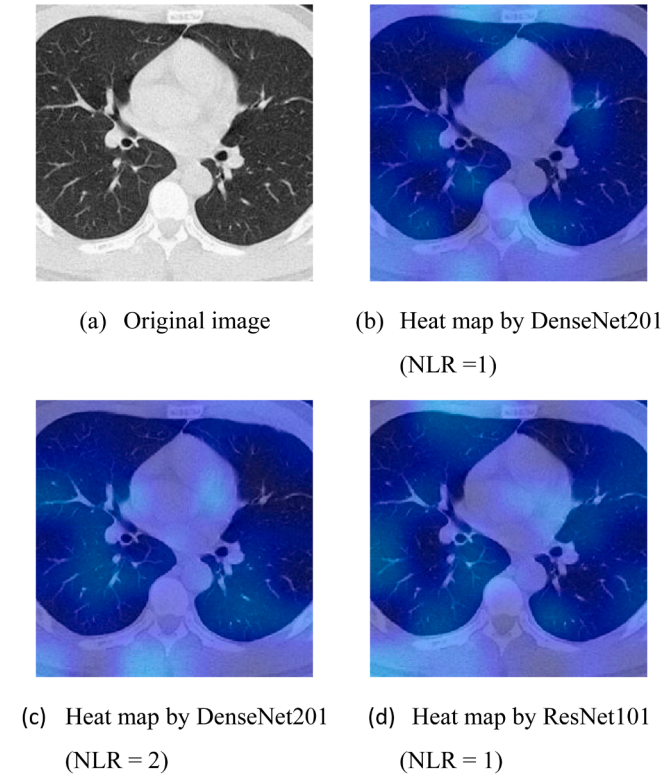 (a) Original image
(b) Heat map by DenseNet201
(NLR =1)
(c) Heat map by DenseNet201
(NLR = 2)
(d) Heat map by ResNet101
(NLR = 1)